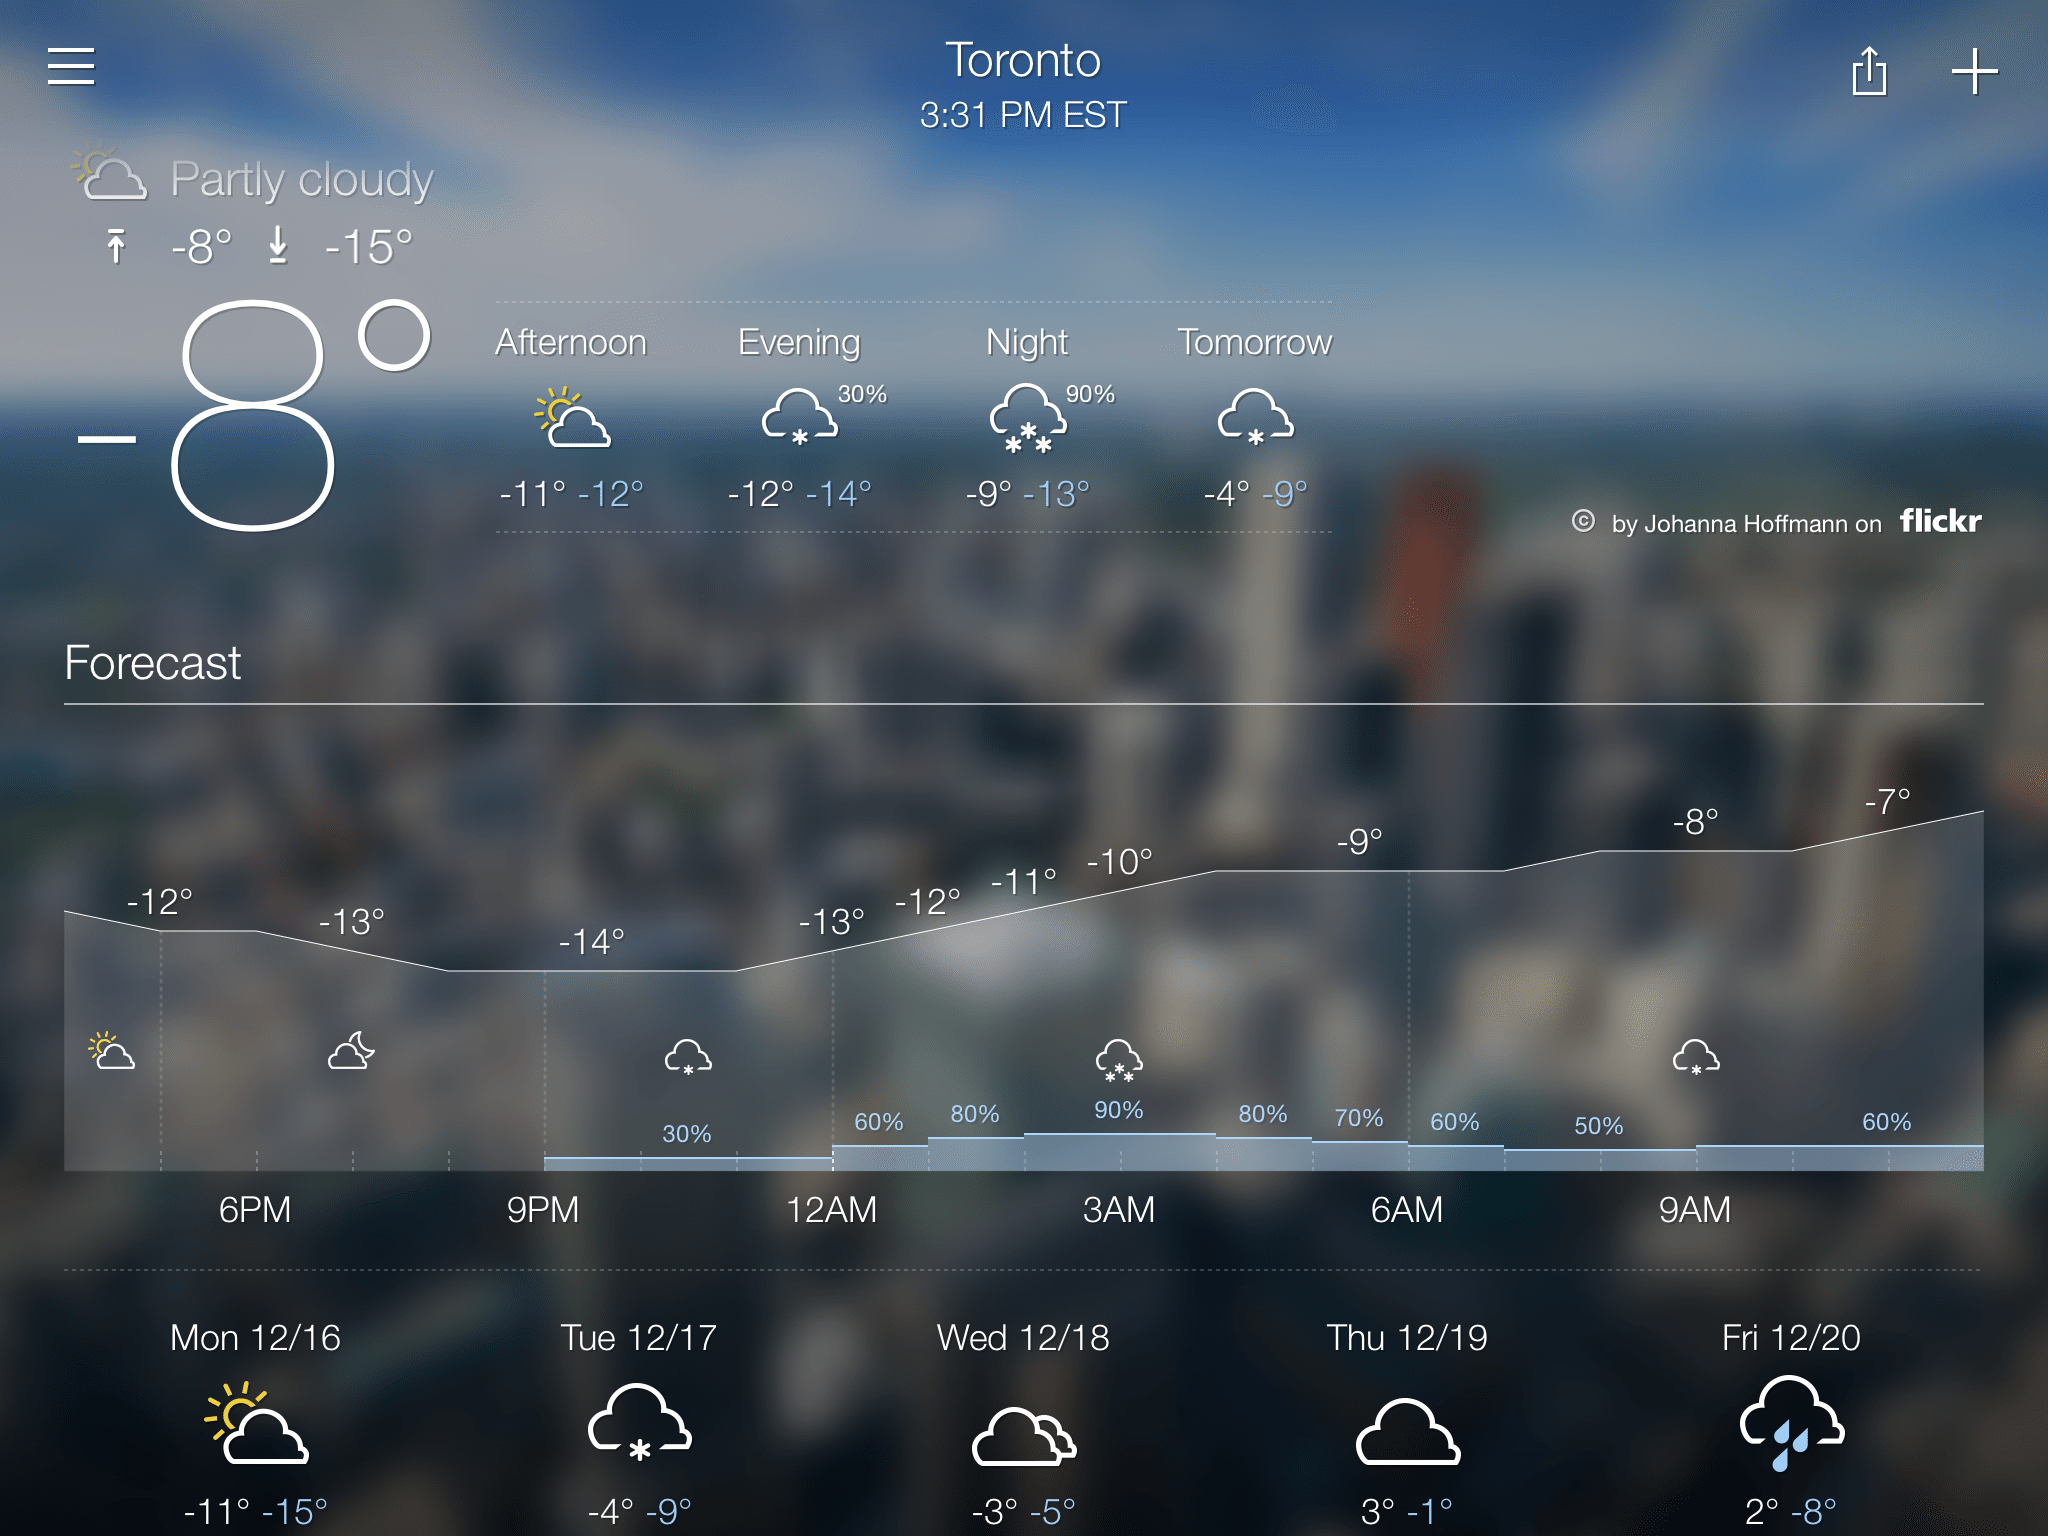 Toronto
3:31 PM EST
Partly cloudy
-8° -15°
-8°
Afternoon Evening Night Tomorrow
30% 90%
-11° -12° -12° -14° -9° -13° -4° -9°
© by Johanna Hoffmann on flickr
Forecast
-12° -13° -14° -13° -12° -11° -10° -9° -8° -7°
30% 60% 80% 90% 80% 70% 60% 50% 60%
6PM 9PM 12AM 3AM 6AM 9AM
Mon 12/16 Tue 12/17 Wed 12/18 Thu 12/19 Fri 12/20
-11° -15° -4° -9° -3° -5° 3° -1° 2° -8°